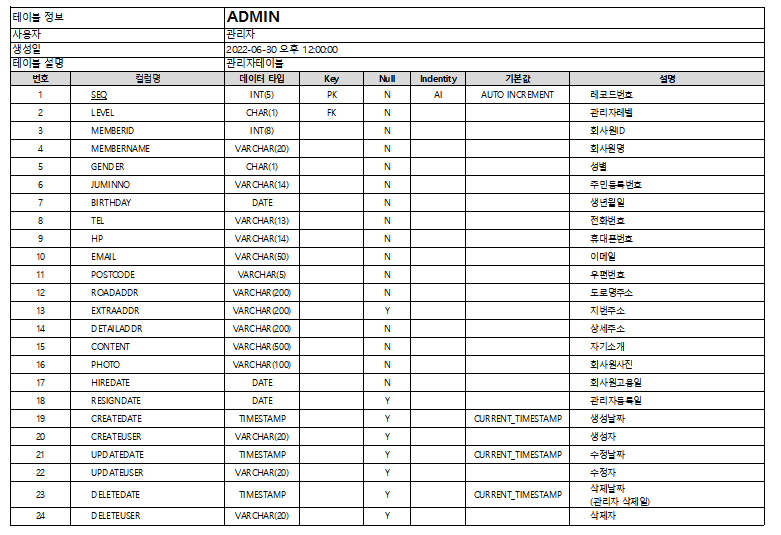 테이블 정보 ADMIN
사용자 관리자
생성일 2022-06-30 오후 12:00:00
테이블 설명 관리자테이블
번호 컬럼명 데이터 타입 Key Null Indentity 기본값 설명
1 SEQ INT(5) PK N AI AUTO INCREMENT 레코드번호
2 LEVEL CHAR(1) FK N 관리자레벨
3 MEMBERID INT(8) N 회사원ID
4 MEMBERNAME VARCHAR(20) N 회사원명
5 GENDER CHAR(1) N 성별
6 JUMINNO VARCHAR(14) N 주민등록번호
7 BIRTHDAY DATE N 생년월일
8 TEL VARCHAR(13) N 전화번호
9 HP VARCHAR(14) N 휴대폰번호
10 EMAIL VARCHAR(50) N 이메일
11 POSTCODE VARCHAR(5) N 우편번호
12 ROADADDR VARCHAR(200) N 도로명주소
13 EXTRAADDR VARCHAR(200) Y 지번주소
14 DETAILADDR VARCHAR(200) N 상세주소
15 CONTENT VARCHAR(500) N 자기소개
16 PHOTO VARCHAR(100) N 회사원사진
17 HIREDATE DATE N 회사원고용일
18 RESIGNDATE DATE Y 관리자등록일
19 CREATEDATE TIMESTAMP Y CURRENT_TIMESTAMP 생성날짜
20 CREATEUSER VARCHAR(20) Y 생성자
21 UPDATEDATE TIMESTAMP Y CURRENT_TIMESTAMP 수정날짜
22 UPDATEUSER VARCHAR(20) Y 수정자
23 DELETEDATE TIMESTAMP Y CURRENT_TIMESTAMP 삭제날짜
(관리자 삭제일)
24 DELETEUSER VARCHAR(20) Y 삭제자